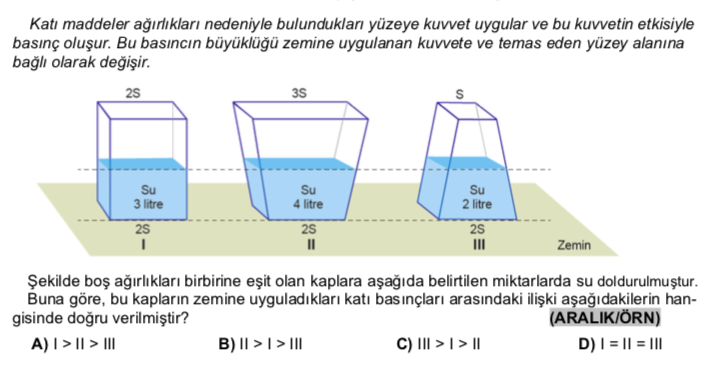 Katı maddeler ağırlıkları nedeniyle bulundukları yüzeye kuvvet uygular ve bu kuvvetin etkisiyle
basınç oluşur. Bu basıncın büyüklüğü zemine uygulanan kuvvete ve temas eden yüzey alanına
bağlı olarak değişir.
2S 3S S
Su Su Su
3 litre 4 litre 2 litre
2S 2S 2S
I II III Zemin
Şekilde boş ağırlıkları birbirine eşit olan kaplara aşağıda belirtilen miktarlarda su doldurulmuştur.
Buna göre, bu kapların zemine uyguladıkları katı basınçları arasındaki ilişki aşağıdakilerin han-
gisinde doğru verilmiştir? (ARALIK/ÖRN)
A) I > II > III B) II > I > III C) III > I > II D) I = II = III